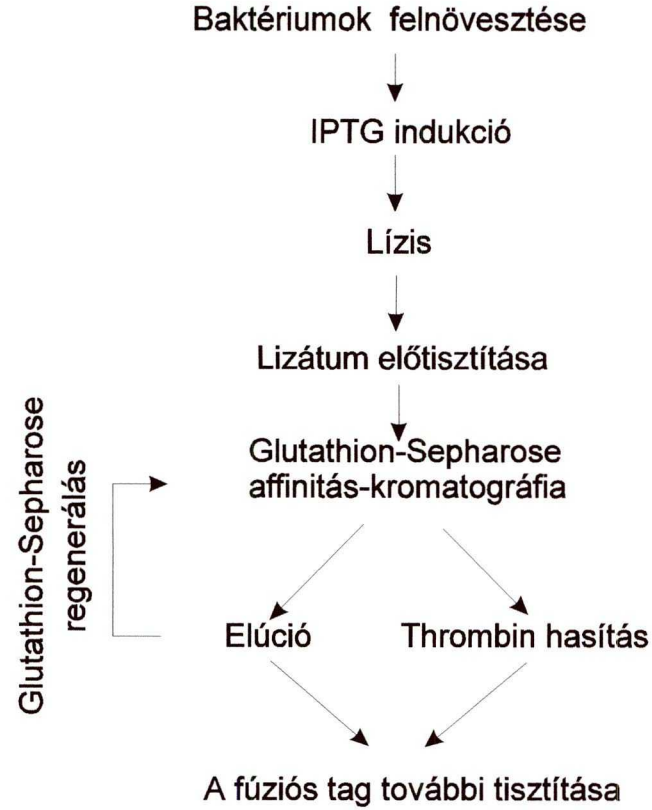 Baktériumok felnövesztése
IPTG indukció
Lízis
Lizátum előtisztítása
Glutathion-Sepharose
affinitás-kromatográfia
Glutathion-Sepharose
regenerálás
Elúció
Thrombin hasítás
A fúziós tag további tisztítása